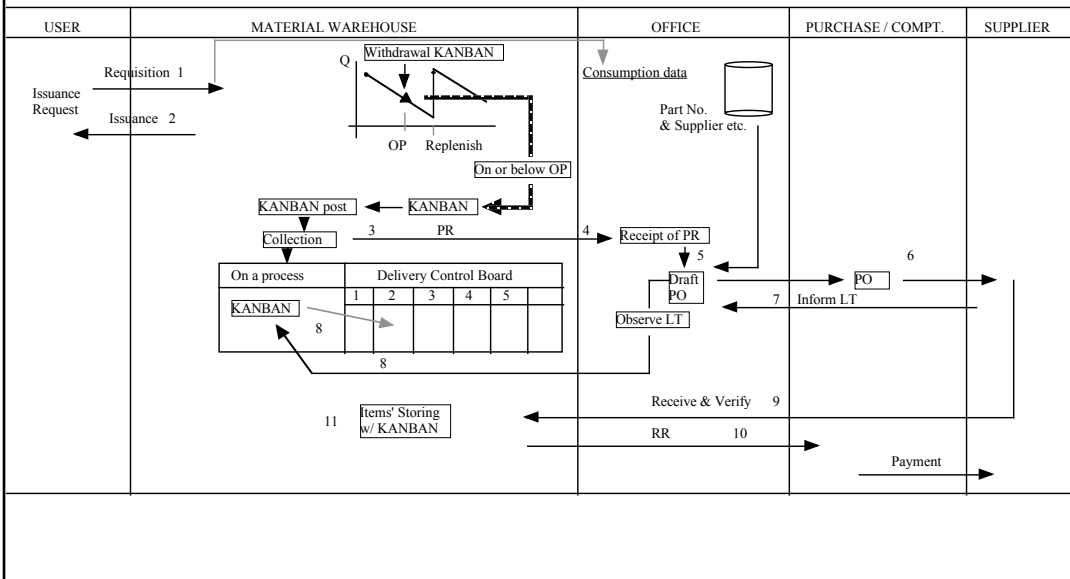 USER
MATERIAL WAREHOUSE
OFFICE
PURCHASE / COMPT.
SUPPLIER
Requisition 1
Issuance
Request
Issuance 2
Q
Withdrawal KANBAN
OP
Replenish
On or below OP
Consumption data
Part No.
& Supplier etc.
KANBAN post
KANBAN
Collection
3
PR
4
Receipt of PR
5
Draft
PO
PO
6
7
Inform LT
Observe LT
On a process
Delivery Control Board
1 2 3 4 5
KANBAN
8
8
Receive & Verify 9
11
Items' Storing
w/ KANBAN
RR 10
Payment